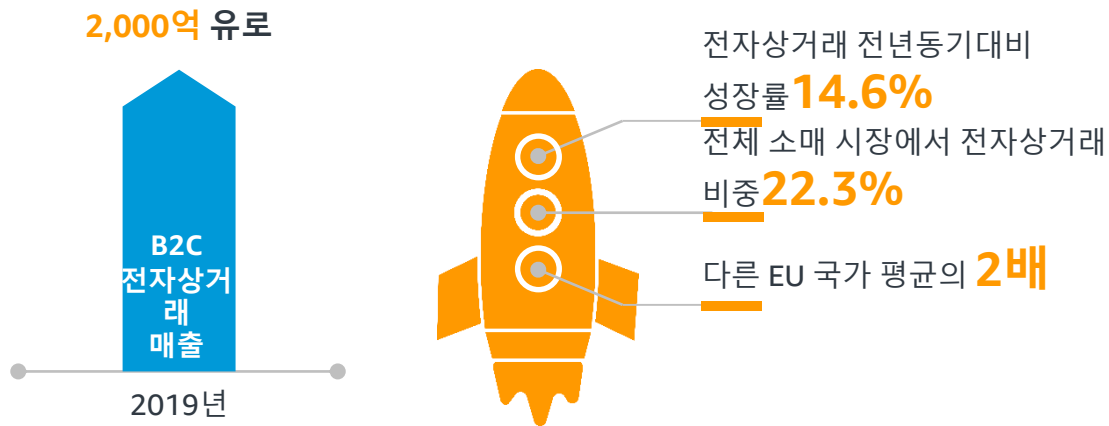 2,000억 유로
B2C
전자상거
래
매출
2019년
전자상거래 전년동기대비
성장률14.6%
전체 소매 시장에서 전자상거래
비중22.3%
다른 EU 국가 평균의 2배